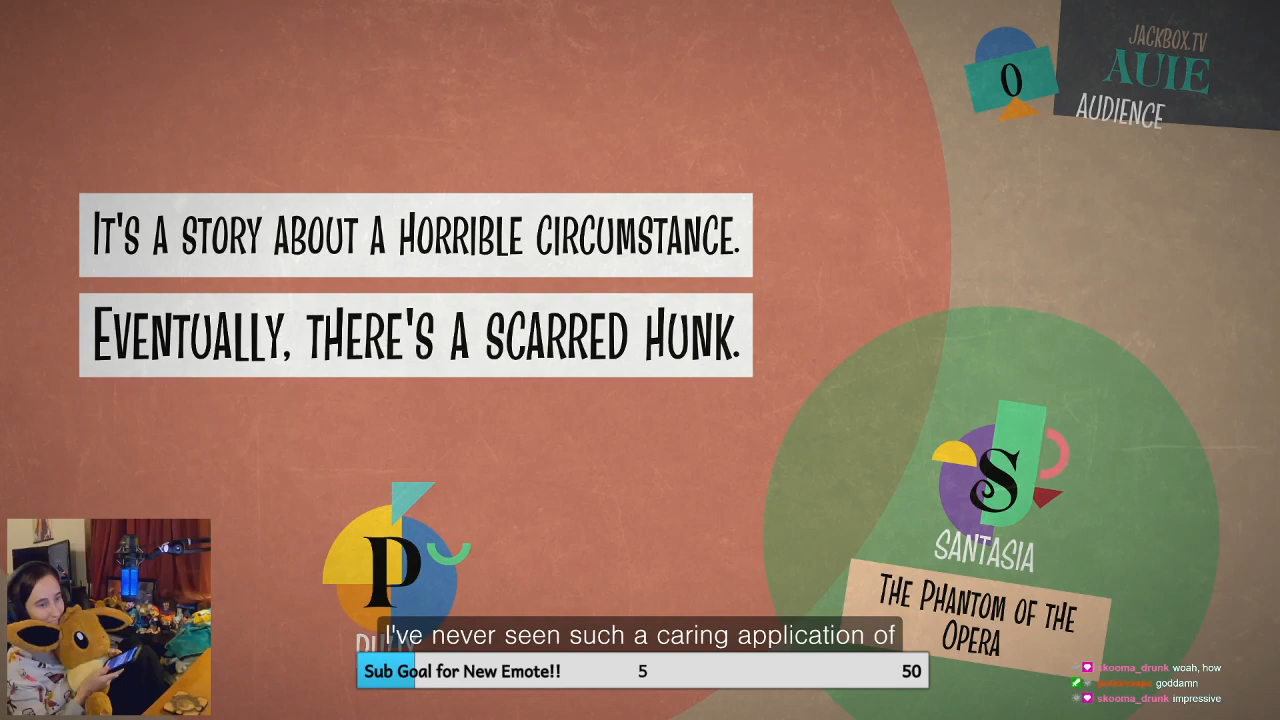 JACKBOX.TV
AUIE
0
AUDIENCE
IT'S A STORY ABOUT A HORRIBLE CIRCUMSTANCE.
EVENTUALLY, THERE'S A SCARRED HUNK.
S
SANTASIA
THE PHANTOM OF THE
OPERA
P
I've never seen such a caring application of
Sub Goal for New Emote!! 5 50
skooma_drunk woah, how
goddamn
skooma_drunk impressive